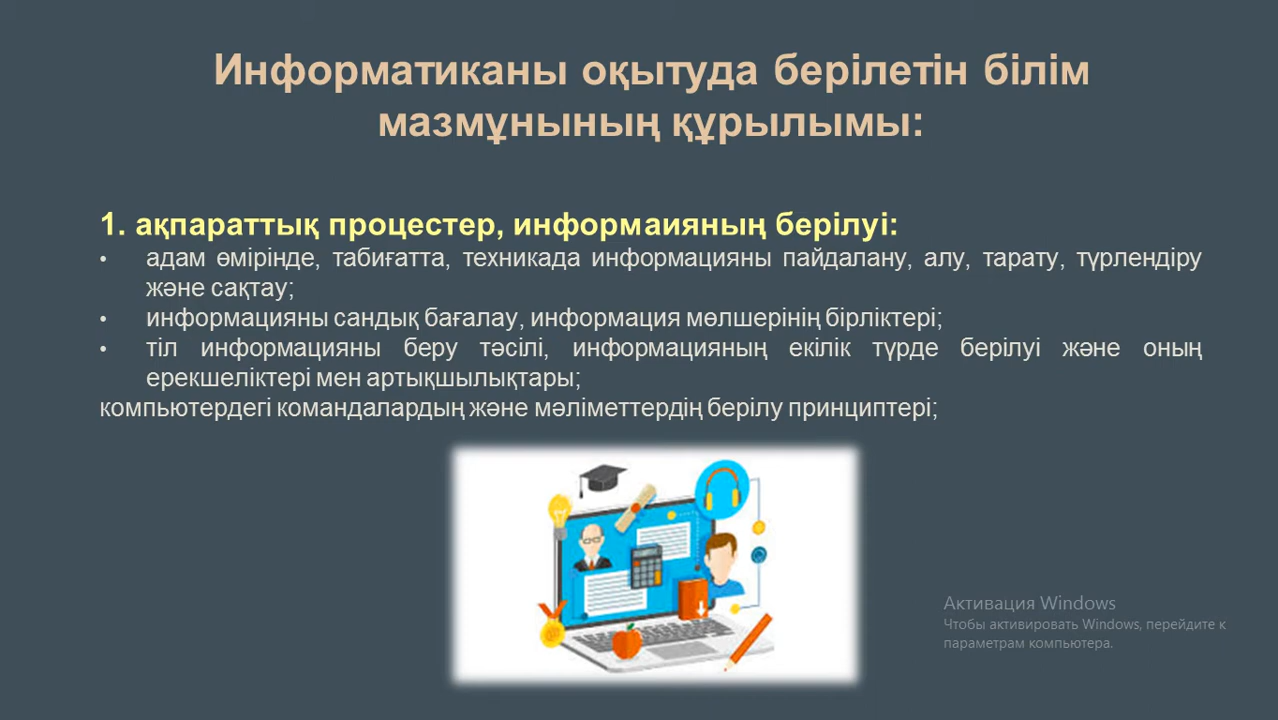 Информатиканы оқытуда берілетін білім
мазмұнының құрылымы:
1. ақпараттық процестер, информаияның берілуі:
• адам өмірінде, табиғатта, техникада информацияны пайдалану, алу, тарату, түрлендіру
және сақтау;
• информацияны сандық бағалау, информация мөлшерінің бірліктері;
• тіл информацияны беру тәсілі, информацияның екілік түрде берілуі және оның
ерекшеліктері мен артықшылықтары;
компьютердегі командалардың және мәліметтердің берілу принциптері;
Активация Windows
Чтобы активировать Windows, перейдите к
параметрам компьютера.